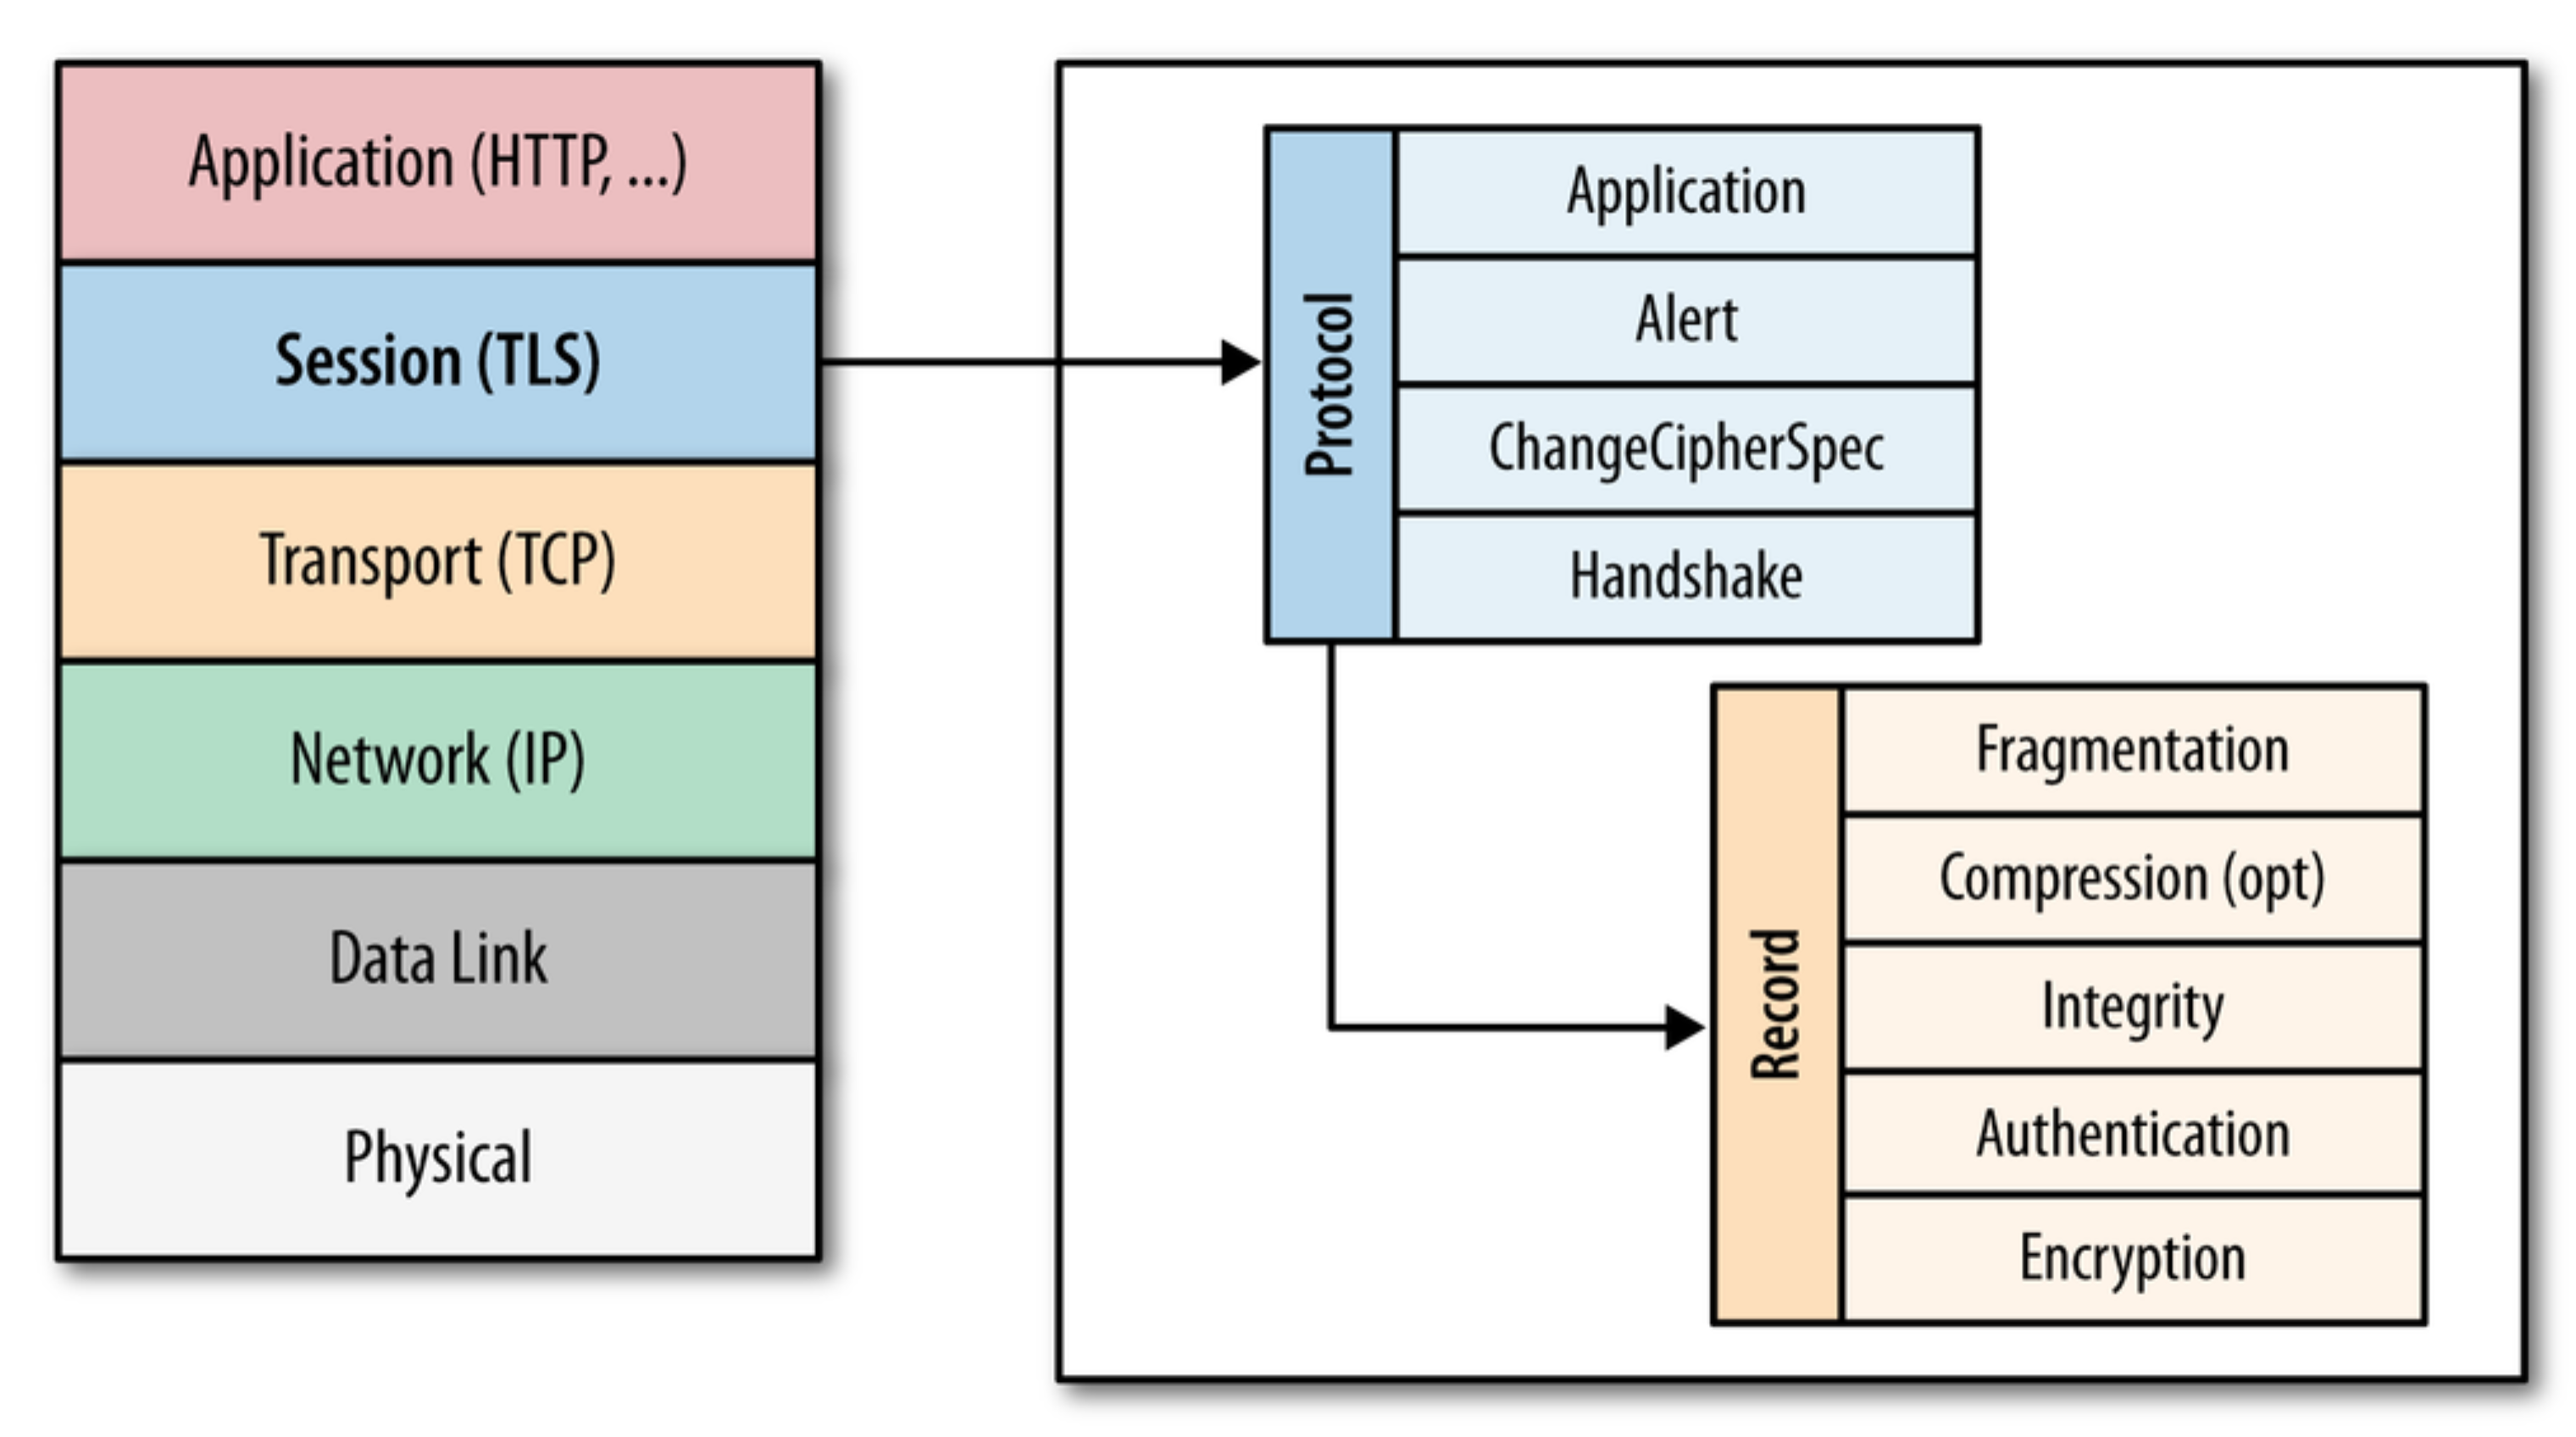 Application (HTTP, ...)
Session (TLS)
Transport (TCP)
Network (IP)
Data Link
Physical
Protocol
Application
Alert
ChangeCipherSpec
Handshake
Record
Fragmentation
Compression (opt)
Integrity
Authentication
Encryption